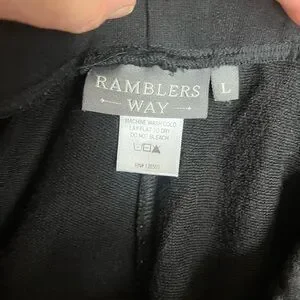 RAMBLERS
WAY
L
MACHINE WASH COLD
LAY FLAT TO DRY
DO NOT BLEACH